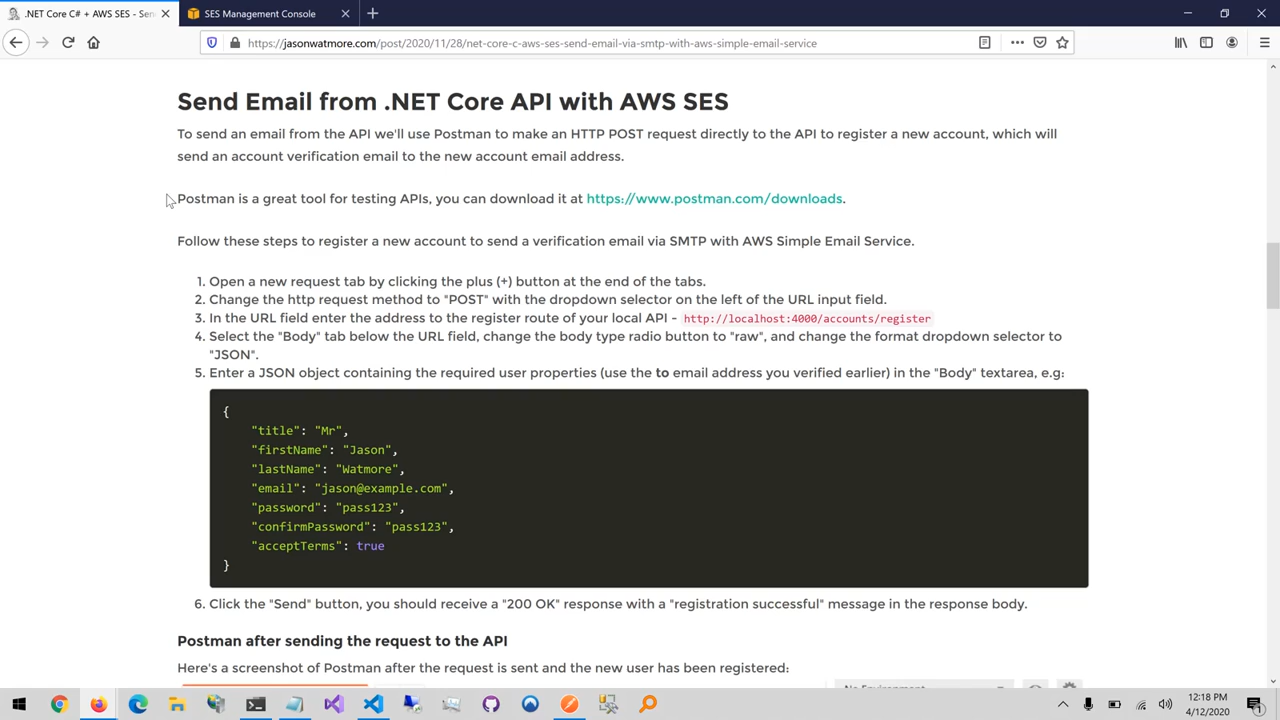 .NET Core C# + AWS SES - Sen
SES Management Console
https://jasonwatmore.com/post/2020/11/28/net-core-c-aws-ses-send-email-via-smtp-with-aws-simple-email-service
Send Email from .NET Core API with AWS SES
To send an email from the API we'll use Postman to make an HTTP POST request directly to the API to register a new account, which will
send an account verification email to the new account email address.
Postman is a great tool for testing APIs, you can download it at https://www.postman.com/downloads.
Follow these steps to register a new account to send a verification email via SMTP with AWS Simple Email Service.
1. Open a new request tab by clicking the plus (+) button at the end of the tabs.
2. Change the http request method to "POST" with the dropdown selector on the left of the URL input field.
3. In the URL field enter the address to the register route of your local API - http://localhost:4000/accounts/register
4. Select the "Body" tab below the URL field, change the body type radio button to "raw", and change the format dropdown selector to
"JSON".
5. Enter a JSON object containing the required user properties (use the to email address you verified earlier) in the "Body" textarea, e.g:
{
"title": "Mr",
"firstName": "Jason",
"lastName": "Watmore",
"email": "jason@example.com",
"password": "pass123",
"confirmPassword": "pass123",
"acceptTerms": true
}
6. Click the "Send" button, you should receive a "200 OK" response with a "registration successful" message in the response body.
Postman after sending the request to the API
Here's a screenshot of Postman after the request is sent and the new user has been registered:
No Environment
12:18 PM
4/12/2020